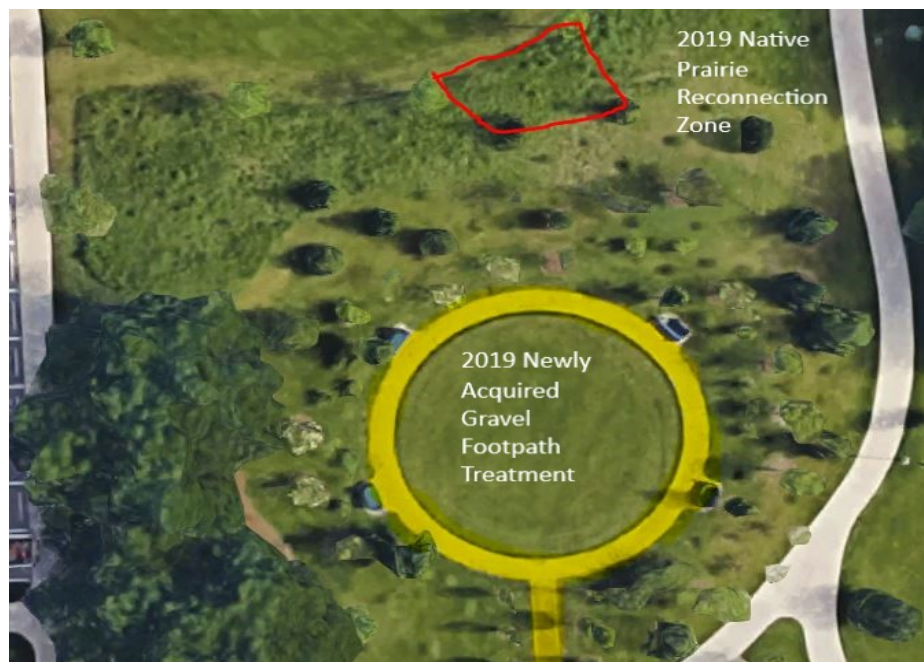 2019 Native
Prairie
Reconnection
Zone
2019 Newly
Acquired
Gravel
Footpath
Treatment